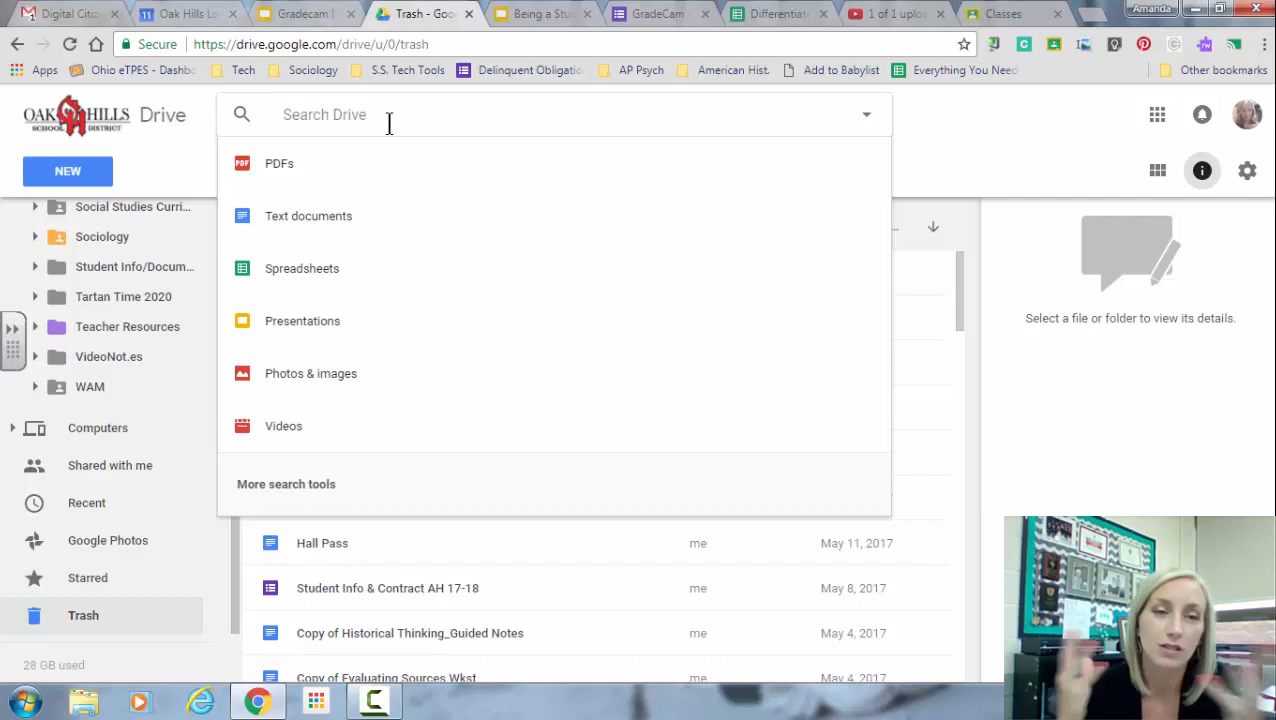 Digital Citiz
Oak Hills Lo
Gradecam
Trash - Goo
Being a Stu
GradeCam
Differentiate
1 of 1 uploa
Classes
Amanda
Secure
https://drive.google.com/drive/u/0/trash
Apps
Ohio eTPES - Dashbo
Tech
Sociology
S.S. Tech Tools
Delinquent Obligatio
AP Psych
American Hist.
Add to Babylist
Everything You Need
Other bookmarks
OAK HILLS
SCHOOL DISTRICT
Drive
Search Drive
NEW
PDF
PDFs
Text documents
Spreadsheets
Presentations
Photos & images
Videos
More search tools
Social Studies Curri...
Sociology
Student Info/Docum...
Tartan Time 2020
Teacher Resources
VideoNot.es
WAM
Computers
Shared with me
Recent
Google Photos
Starred
Trash
28 GB used
Hall Pass me May 11, 2017
Student Info & Contract AH 17-18 me May 8, 2017
Copy of Historical Thinking_Guided Notes me May 4, 2017
Copy of Evaluating Sources Wkst me May 4, 2017
Select a file or folder to view its details.